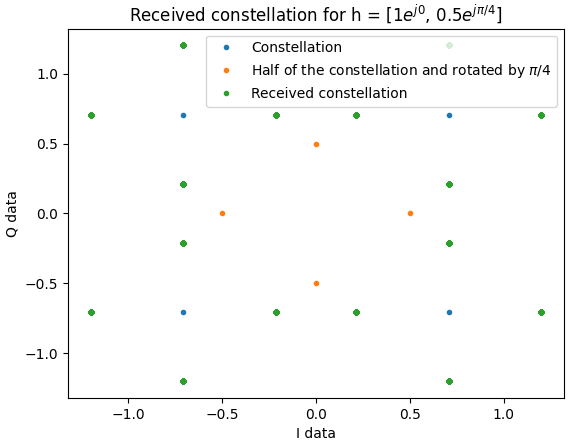 Received constellation for h = [1e^{j0}, 0.5e^{jπ/4}]
Constellation
Half of the constellation and rotated by π/4
Received constellation
Q data
1.0
0.5
0.0
−0.5
−1.0
−1.0 −0.5 0.0 0.5 1.0
I data